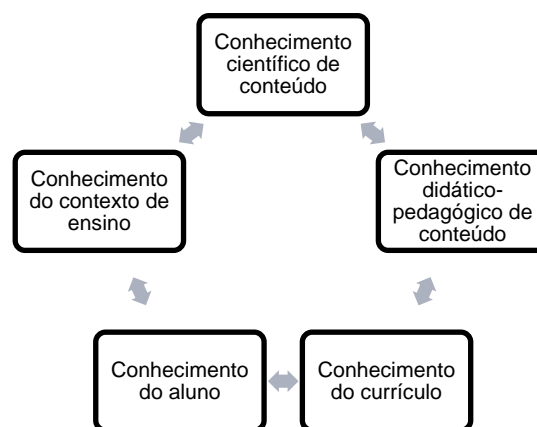 Conhecimento
científico de
conteúdo
Conhecimento
do contexto de
ensino
Conhecimento
didático-
pedagógico de
conteúdo
Conhecimento
do aluno
Conhecimento
do currículo